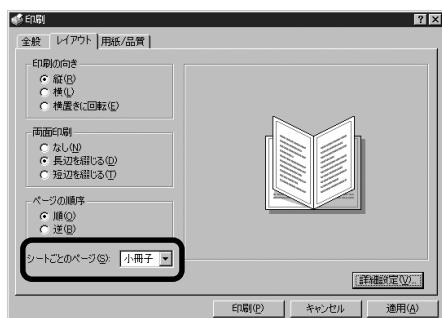 印刷
全般 レイアウト 用紙/品質
印刷の向き
縦(R)
横(L)
横置きに回転(E)
両面印刷
なし(N)
長辺を綴じる(D)
短辺を綴じる(T)
ページの順序
順(O)
逆(B)
シートごとのページ(S): 小冊子
詳細設定(V)...
印刷(P) キャンセル 適用(A)